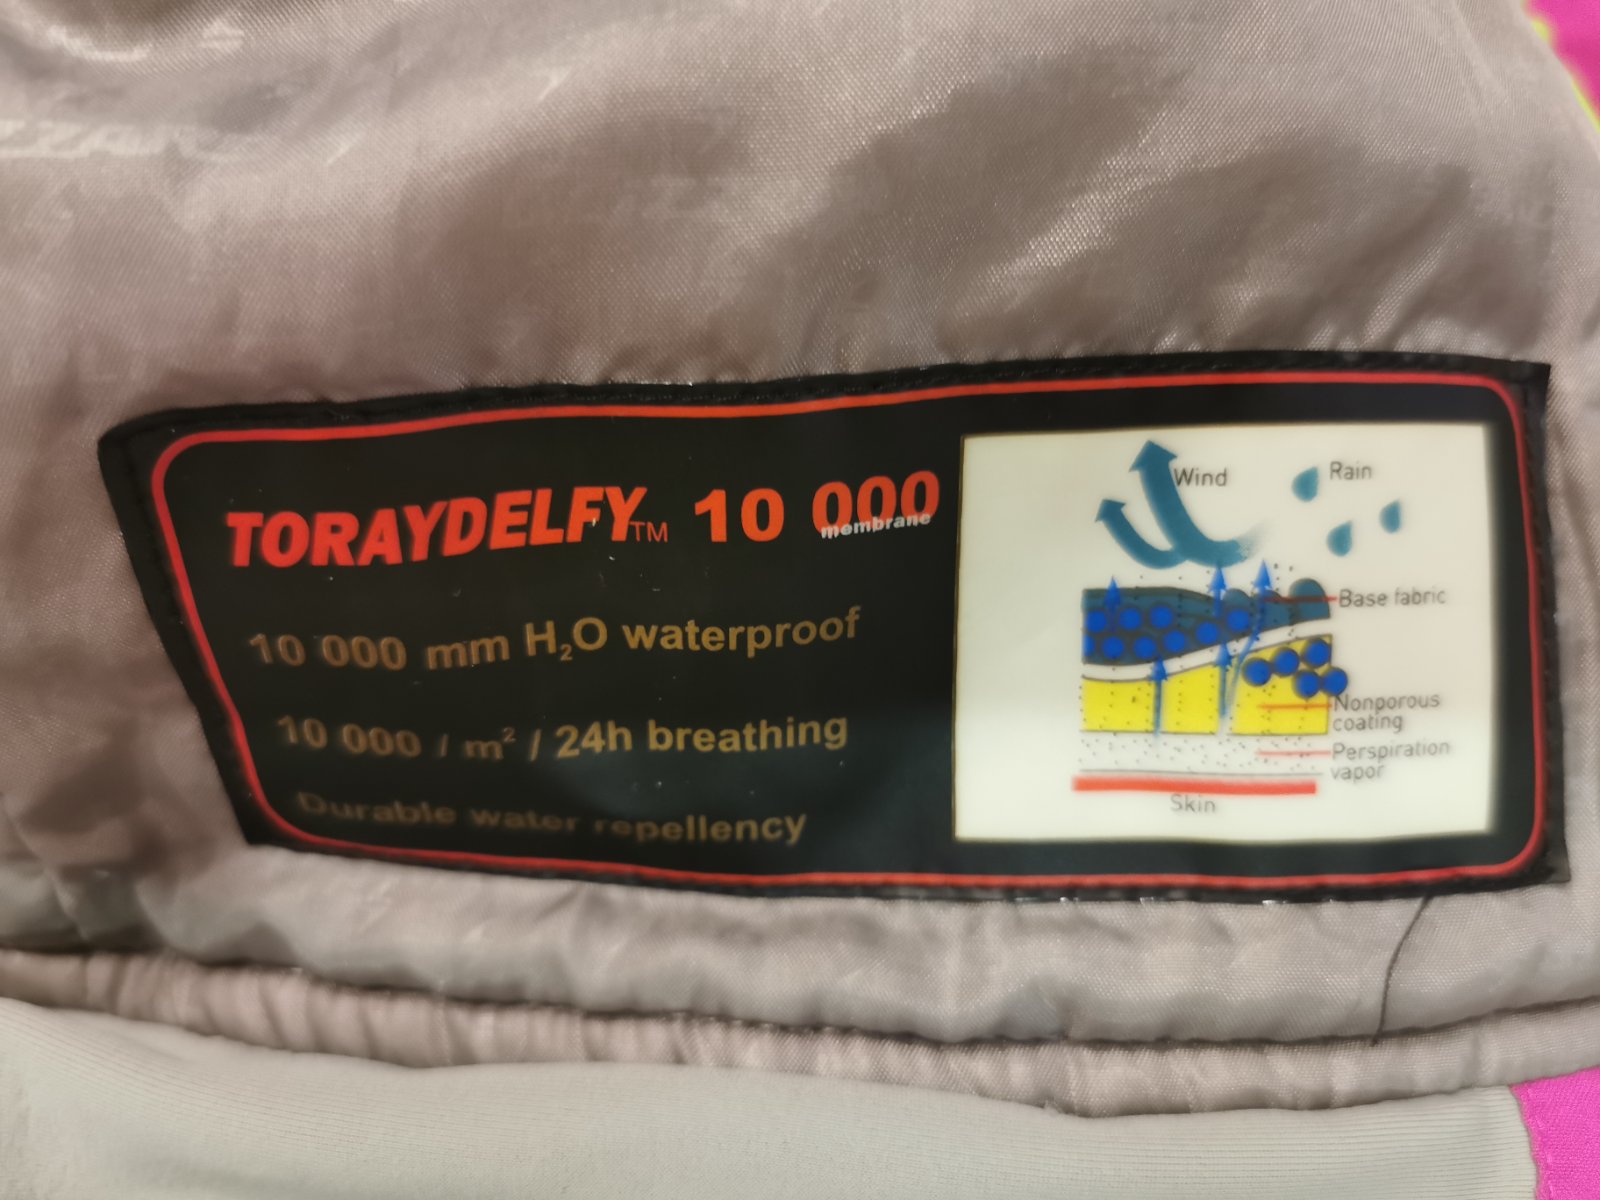 TORAYDELFY™ 10 000
membrane
10 000 mm H₂O waterproof
10 000 / m² / 24h breathing
Durable water repellency
Wind
Rain
Base fabric
Nonporous
coating
Perspiration
vapor
Skin